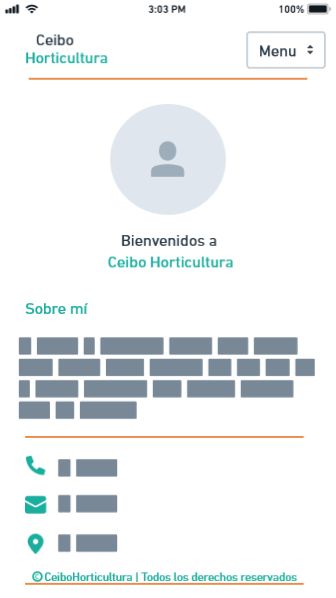 3:03 PM
100%
Ceibo
Horticultura
Menu
Bienvenidos a
Ceibo Horticultura
Sobre mí
©CeiboHorticultura | Todos los derechos reservados